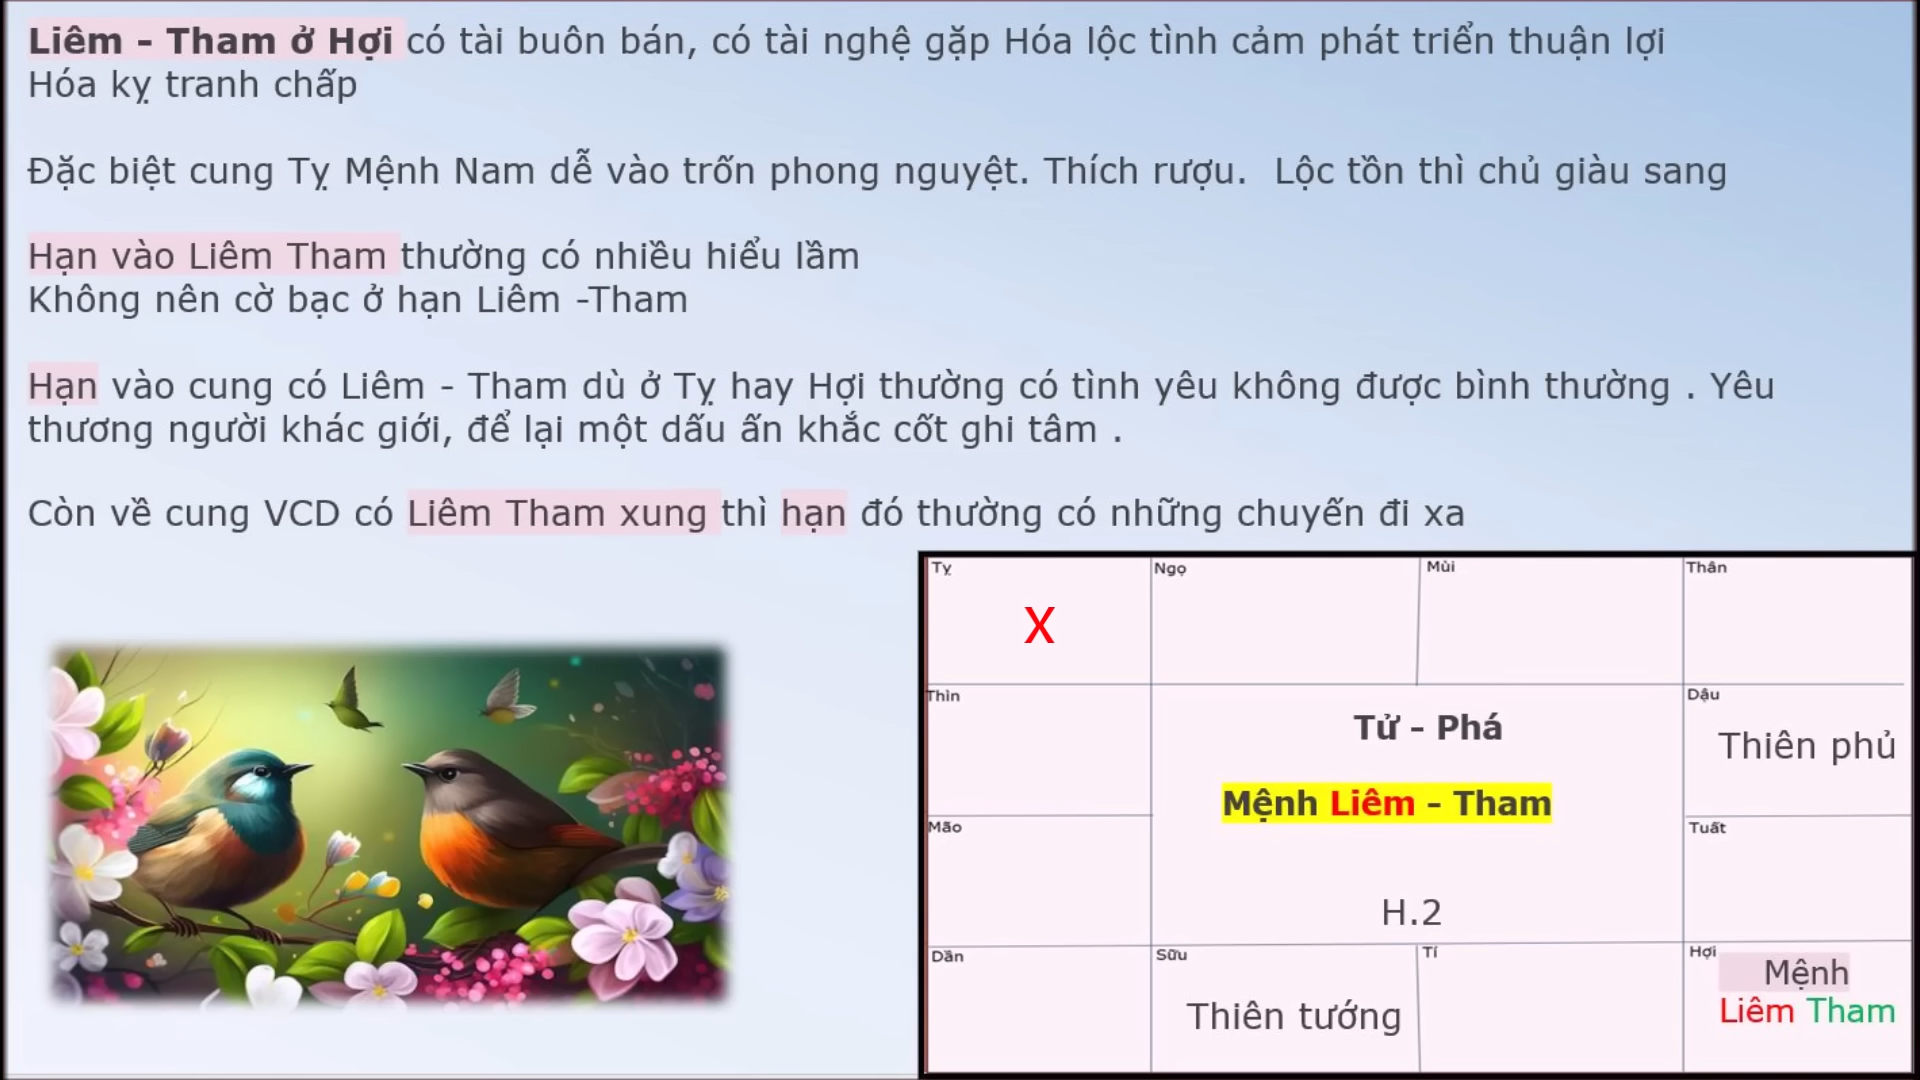 Liêm - Tham ở Hợi có tài buôn bán, có tài nghệ gặp Hóa lộc tình cảm phát triển thuận lợi
Hóa kỵ tranh chấp
Đặc biệt cung Tỵ Mệnh Nam dễ vào trốn phong nguyệt. Thích rượu. Lộc tồn thì chủ giàu sang
Hạn vào Liêm Tham thường có nhiều hiểu lầm
Không nên cờ bạc ở hạn Liêm -Tham
Hạn vào cung có Liêm - Tham dù ở Tỵ hay Hợi thường có tình yêu không được bình thường . Yêu
thương người khác giới, để lại một dấu ấn khắc cốt ghi tâm .
Còn về cung VCD có Liêm Tham xung thì hạn đó thường có những chuyến đi xa
Tỵ
Ngọ
Mùi
Thân
X
Thìn
Dậu
Tử - Phá
Thiên phủ
Mệnh Liêm - Tham
Mão
Tuất
H.2
Dần
Sữu
Tí
Hợi
Mệnh
Thiên tướng
Liêm Tham